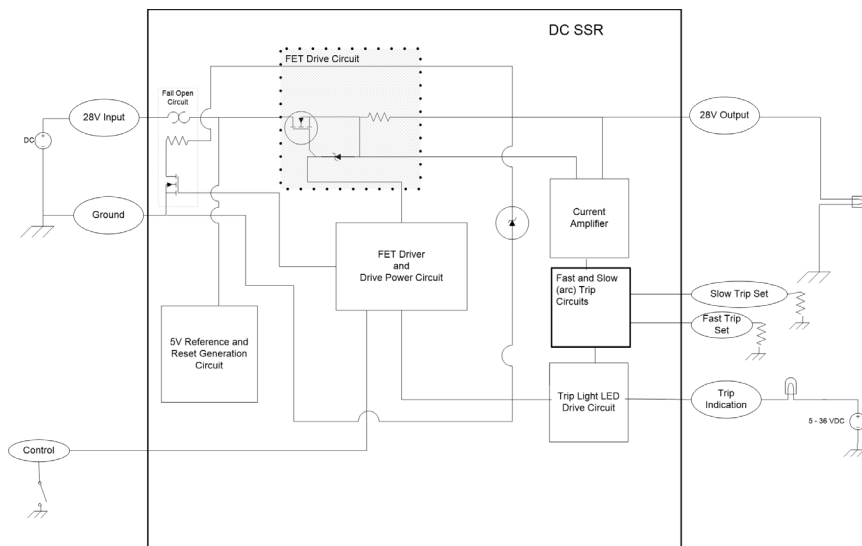 DC SSR
FET Drive Circuit
Fail Open
Circuit
28V Input
28V Output
DC
Ground
Current
Amplifier
FET Driver
and
Drive Power Circuit
Fast and Slow
(arc) Trip
Circuits
Slow Trip Set
Fast Trip
Set
5V Reference and
Reset Generation
Circuit
Trip Light LED
Drive Circuit
Trip
Indication
5 - 36 VDC
Control